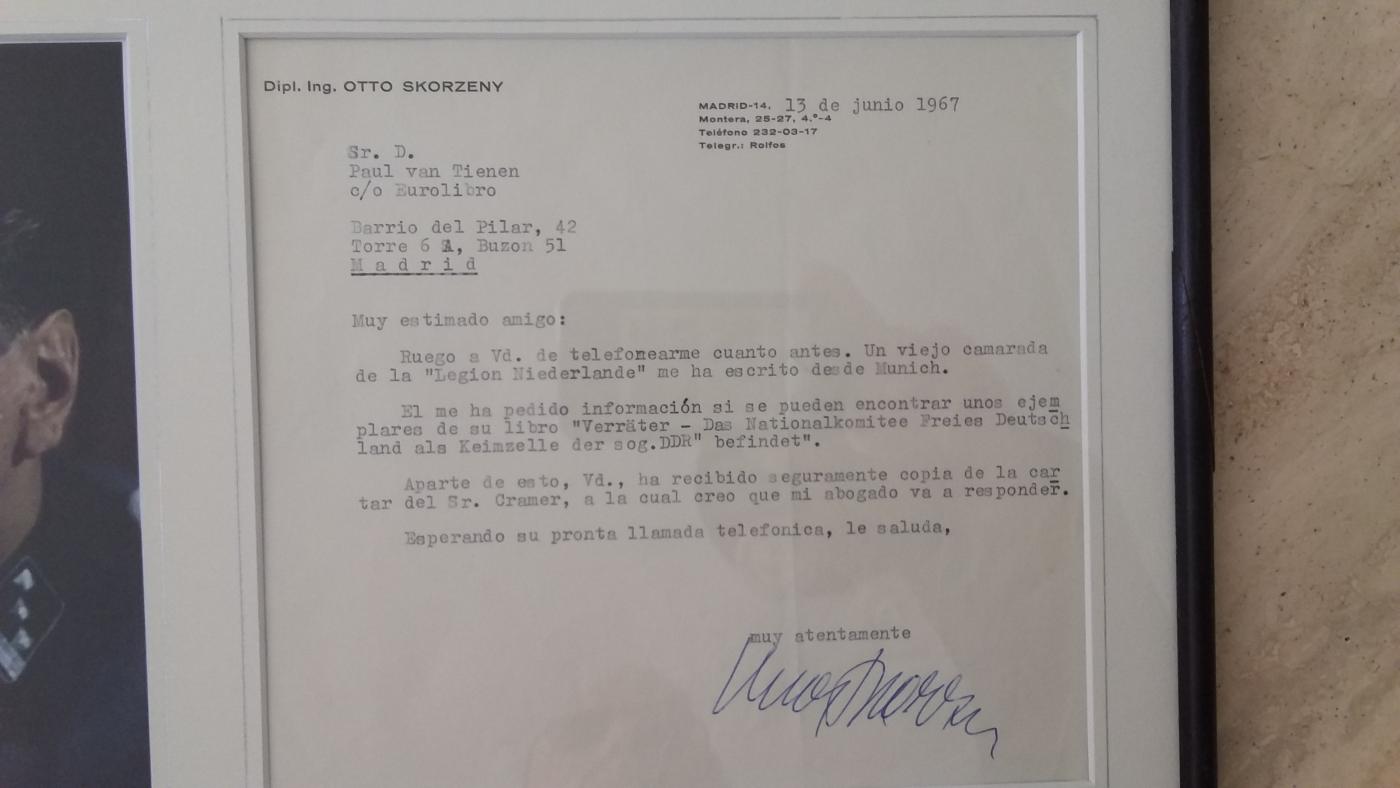 Dipl. Ing. OTTO SKORZENY
MADRID-14, 13 de junio 1967
Montera, 25-27, 4.º-4
Teléfono 232-03-17
Telegr.: Rolfos
Sr. D.
Paul van Tienen
c/o Eurolibro
Barrio del Pilar, 42
Torre 6 A, Buzon 51
M a d r i d
Muy estimado amigo:
Ruego a Vd. de telefonearme cuanto antes. Un viejo camarada
de la "Legion Niederlande" me ha escrito desde Munich.
El me ha pedido información si se pueden encontrar unos ejem
plares de su libro "Verräter - Das Nationalkomitee Freies Deutsch
land als Keimzelle der sog.DDR" befindet".
Aparte de esto, Vd., ha recibido seguramente copia de la car
tar del Sr. Cramer, a la cual creo que mi abogado va a responder.
Esperando su pronta llamada telefonica, le saluda,
muy atentamente